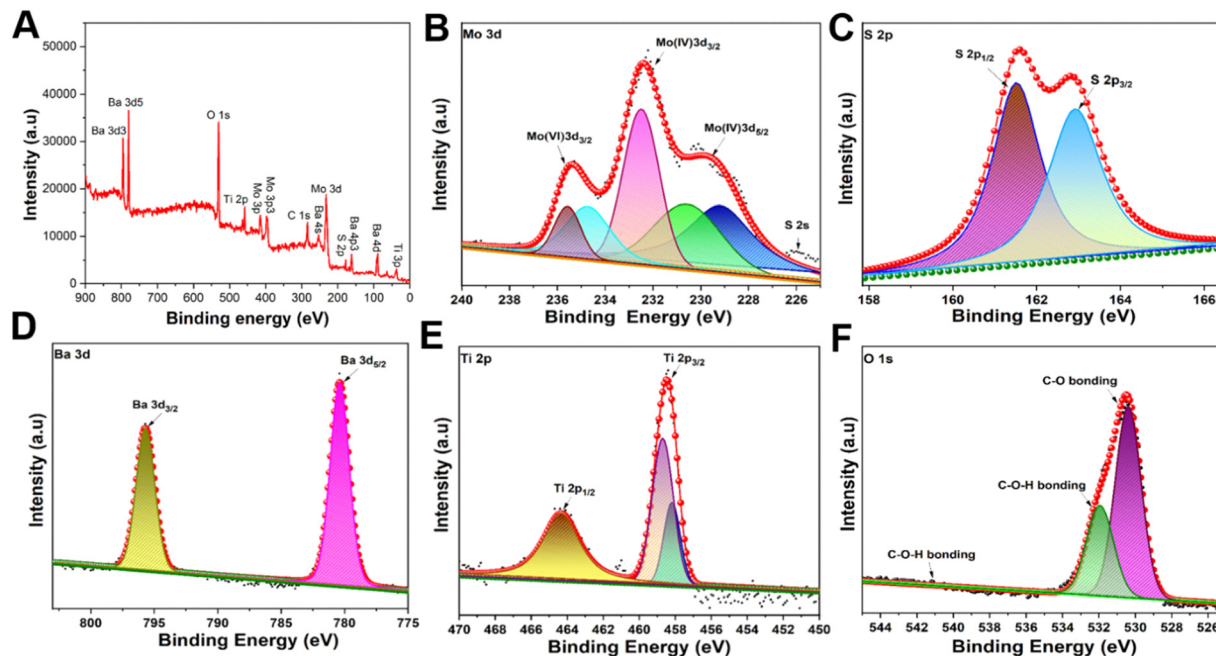 A
50000
40000
30000
20000
10000
0
Intensity (a.u)
Ba 3d3
Ba 3d5
O 1s
Ti 2p
Mo 3p
Mo 3p3
C 1s
Ba 4s
Mo 3d
S 2p
Ba 4p3
Ba 4d
Ti 3p
900 800 700 600 500 400 300 200 100 0
Binding energy (eV)
B
Mo 3d
Mo(IV)3d3/2
Mo(VI)3d3/2
Mo(IV)3d5/2
S 2s
Intensity (a.u)
240 238 236 234 232 230 228 226
Binding Energy (eV)
C
S 2p
S 2p1/2
S 2p3/2
Intensity (a.u)
158 160 162 164 166
Binding Energy (eV)
D
Ba 3d
Ba 3d3/2
Ba 3d5/2
Intensity (a.u)
800 795 790 785 780 775
Binding Energy (eV)
E
Ti 2p
Ti 2p3/2
Ti 2p1/2
Intensity (a.u)
470 468 466 464 462 460 458 456 454 452 450
Binding Energy (eV)
F
O 1s
C-O bonding
C-O-H bonding
C-O-H bonding
Intensity (a.u)
544 542 540 538 536 534 532 530 528 526
Binding Energy (eV)